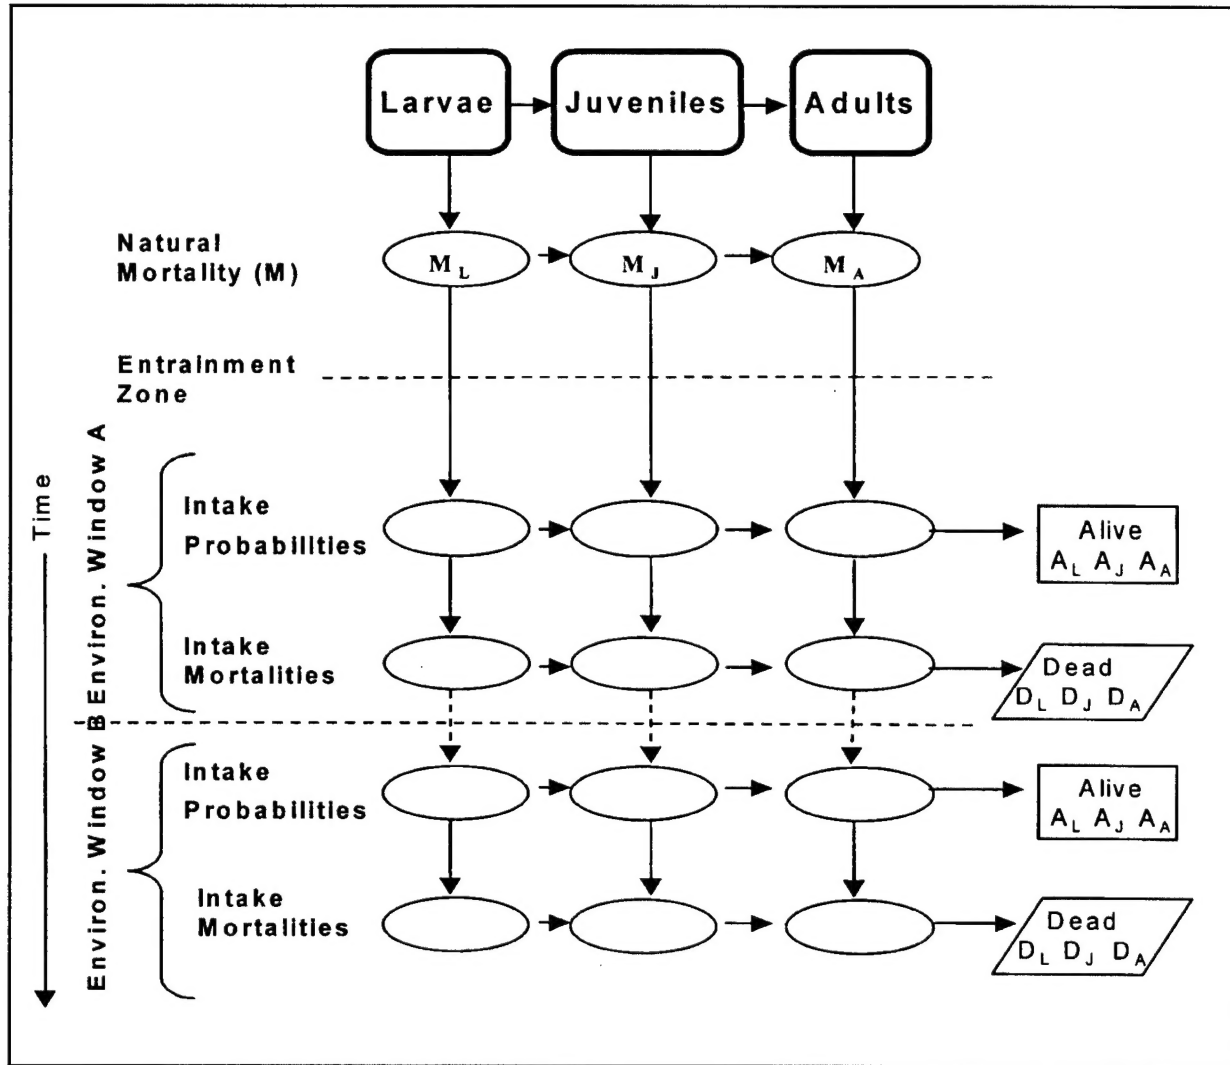 Larvae
Juveniles
Adults
Natural
Mortality (M)
M L
M J
M A
Entrainment
Zone
Time
Environ. Window A
Intake
Probabilities
Alive
A L A J A A
Intake
Mortalities
Dead
D L D J D A
Environ. Window B
Intake
Probabilities
Alive
A L A J A A
Intake
Mortalities
Dead
D L D J D A